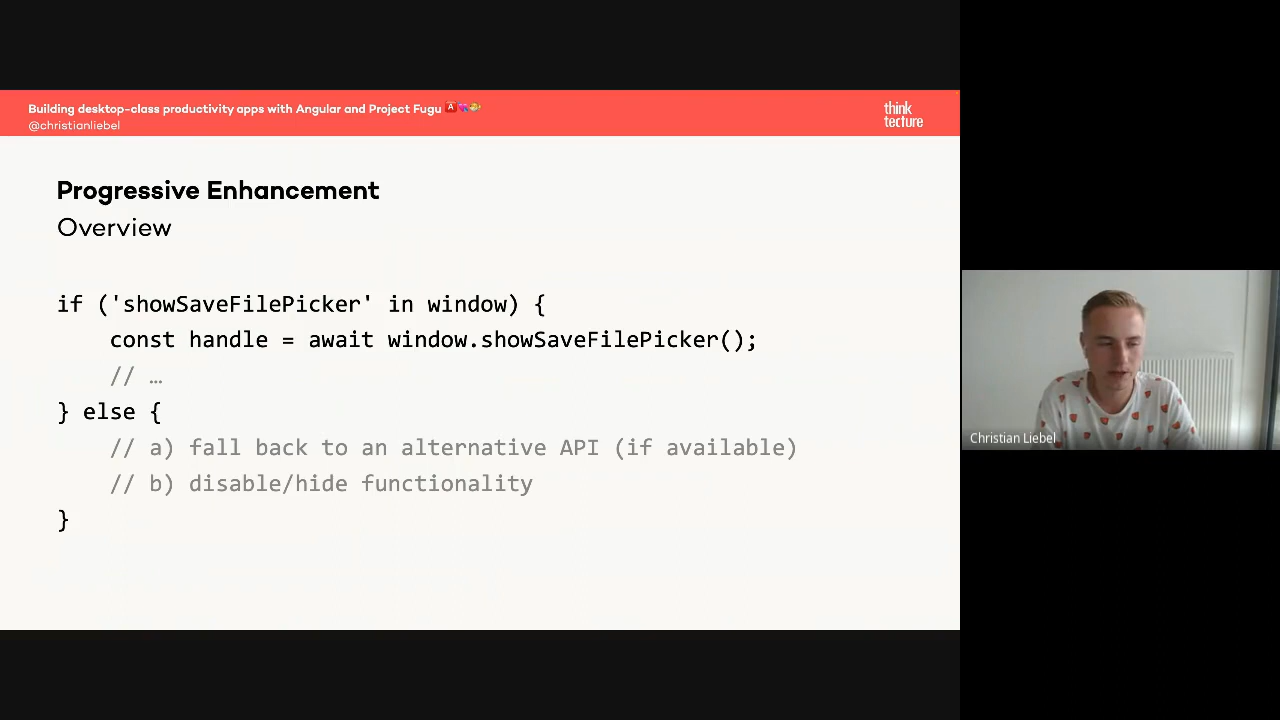 Building desktop-class productivity apps with Angular and Project Fugu 🅰️💘🐡
@christianliebel
think
tecture
Progressive Enhancement
Overview
if ('showSaveFilePicker' in window) {
    const handle = await window.showSaveFilePicker();
    // …
} else {
    // a) fall back to an alternative API (if available)
    // b) disable/hide functionality
}
Christian Liebel